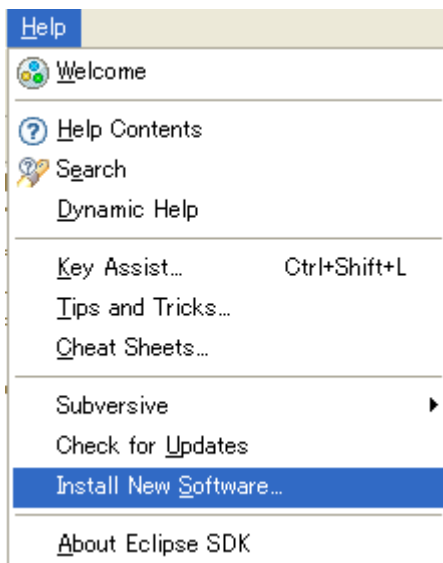 Help
Welcome
Help Contents
Search
Dynamic Help
Key Assist... Ctrl+Shift+L
Tips and Tricks...
Cheat Sheets...
Subversive
Check for Updates
Install New Software...
About Eclipse SDK